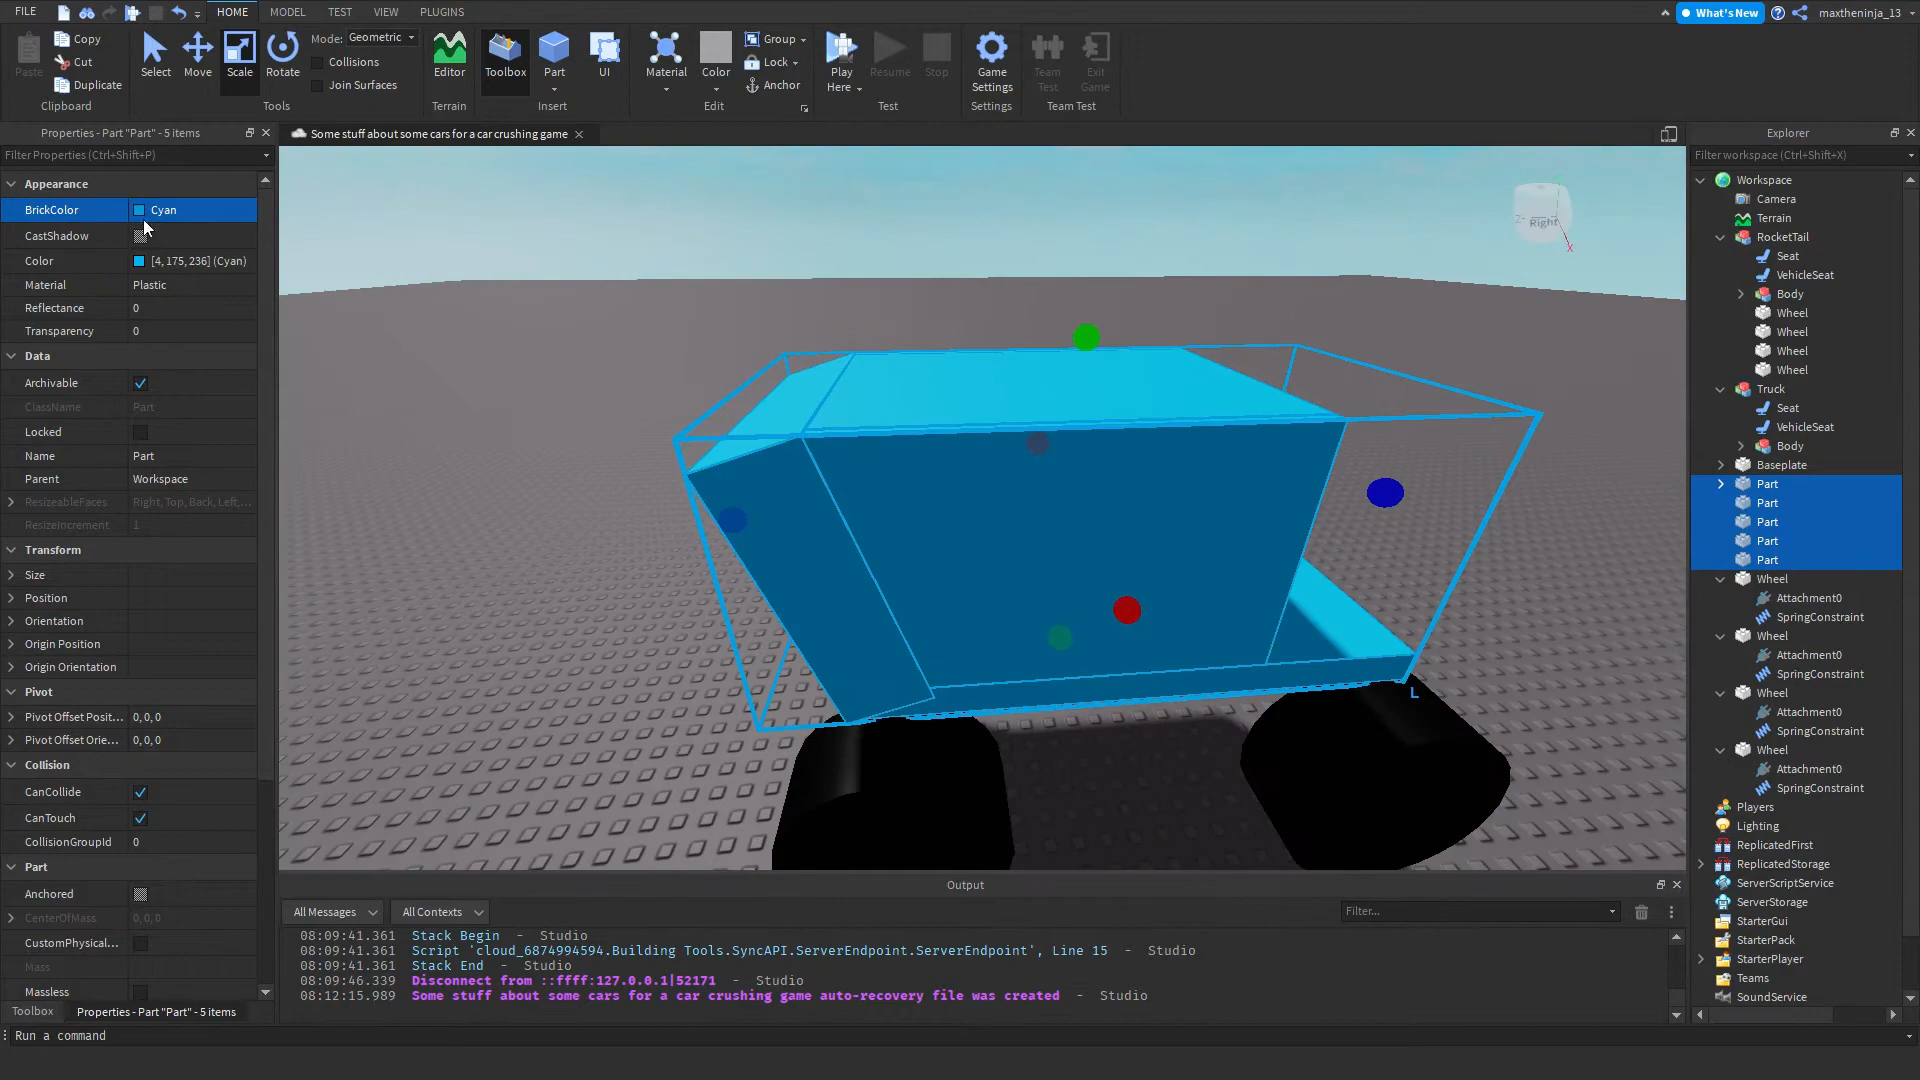 FILE
HOME
MODEL
TEST
VIEW
PLUGINS
What's New
maxtheninja_13
Paste
Copy
Cut
Duplicate
Clipboard
Select
Move
Scale
Rotate
Tools
Mode: Geometric
Collisions
Join Surfaces
Editor
Terrain
Toolbox
Part
UI
Insert
Material
Color
Group
Lock
Anchor
Edit
Play Here
Resume
Stop
Test
Game Settings
Settings
Team Test
Exit Game
Team Test
Properties - Part "Part" - 5 items
Filter Properties (Ctrl+Shift+P)
Appearance
BrickColor Cyan
CastShadow
Color [4, 175, 236] (Cyan)
Material Plastic
Reflectance 0
Transparency 0
Data
Archivable
ClassName Part
Locked
Name Part
Parent Workspace
ResizeableFaces Right, Top, Back, Left,...
ResizeIncrement 1
Transform
Size
Position
Orientation
Origin Position
Origin Orientation
Pivot
Pivot Offset Posit... 0, 0, 0
Pivot Offset Orie... 0, 0, 0
Collision
CanCollide
CanTouch
CollisionGroupId 0
Part
Anchored
CenterOfMass 0, 0, 0
CustomPhysical...
Mass
Massless
Toolbox
Properties - Part "Part" - 5 items
Run a command
Some stuff about some cars for a car crushing game
Z-
Right
X
L
Output
All Messages
All Contexts
Filter...
08:09:41.361 Stack Begin - Studio
08:09:41.361 Script 'cloud_6874994594.Building Tools.SyncAPI.ServerEndpoint.ServerEndpoint', Line 15 - Studio
08:09:41.361 Stack End - Studio
08:09:46.339 Disconnect from ::ffff:127.0.0.1|52171 - Studio
08:12:15.989 Some stuff about some cars for a car crushing game auto-recovery file was created - Studio
Explorer
Filter workspace (Ctrl+Shift+X)
Workspace
Camera
Terrain
RocketTail
Seat
VehicleSeat
Body
Wheel
Wheel
Wheel
Wheel
Truck
Seat
VehicleSeat
Body
Baseplate
Part
Part
Part
Part
Part
Wheel
Attachment0
SpringConstraint
Wheel
Attachment0
SpringConstraint
Wheel
Attachment0
SpringConstraint
Wheel
Attachment0
SpringConstraint
Players
Lighting
ReplicatedFirst
ReplicatedStorage
ServerScriptService
ServerStorage
StarterGui
StarterPack
StarterPlayer
Teams
SoundService